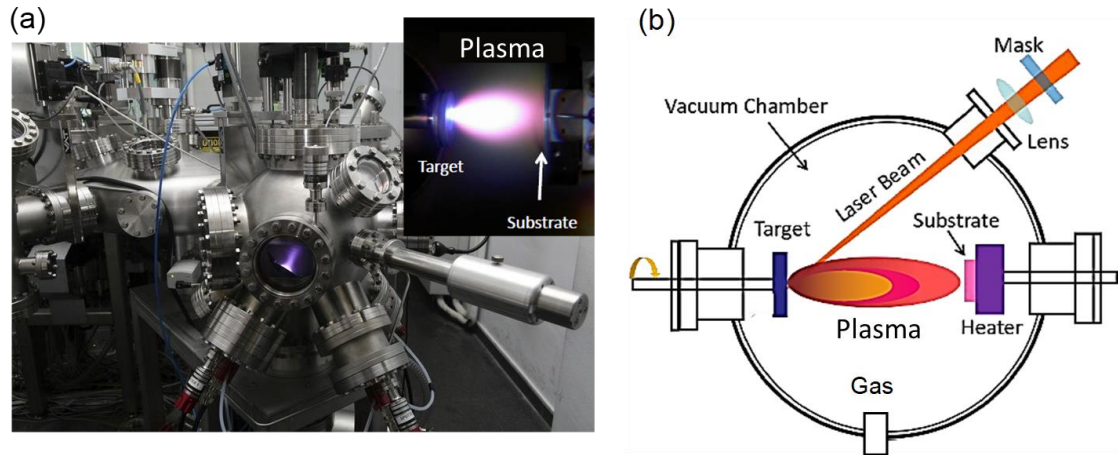 (a)
Plasma
Target
Substrate
(b)
Mask
Vacuum Chamber
Lens
Laser Beam
Substrate
Target
Plasma
Heater
Gas